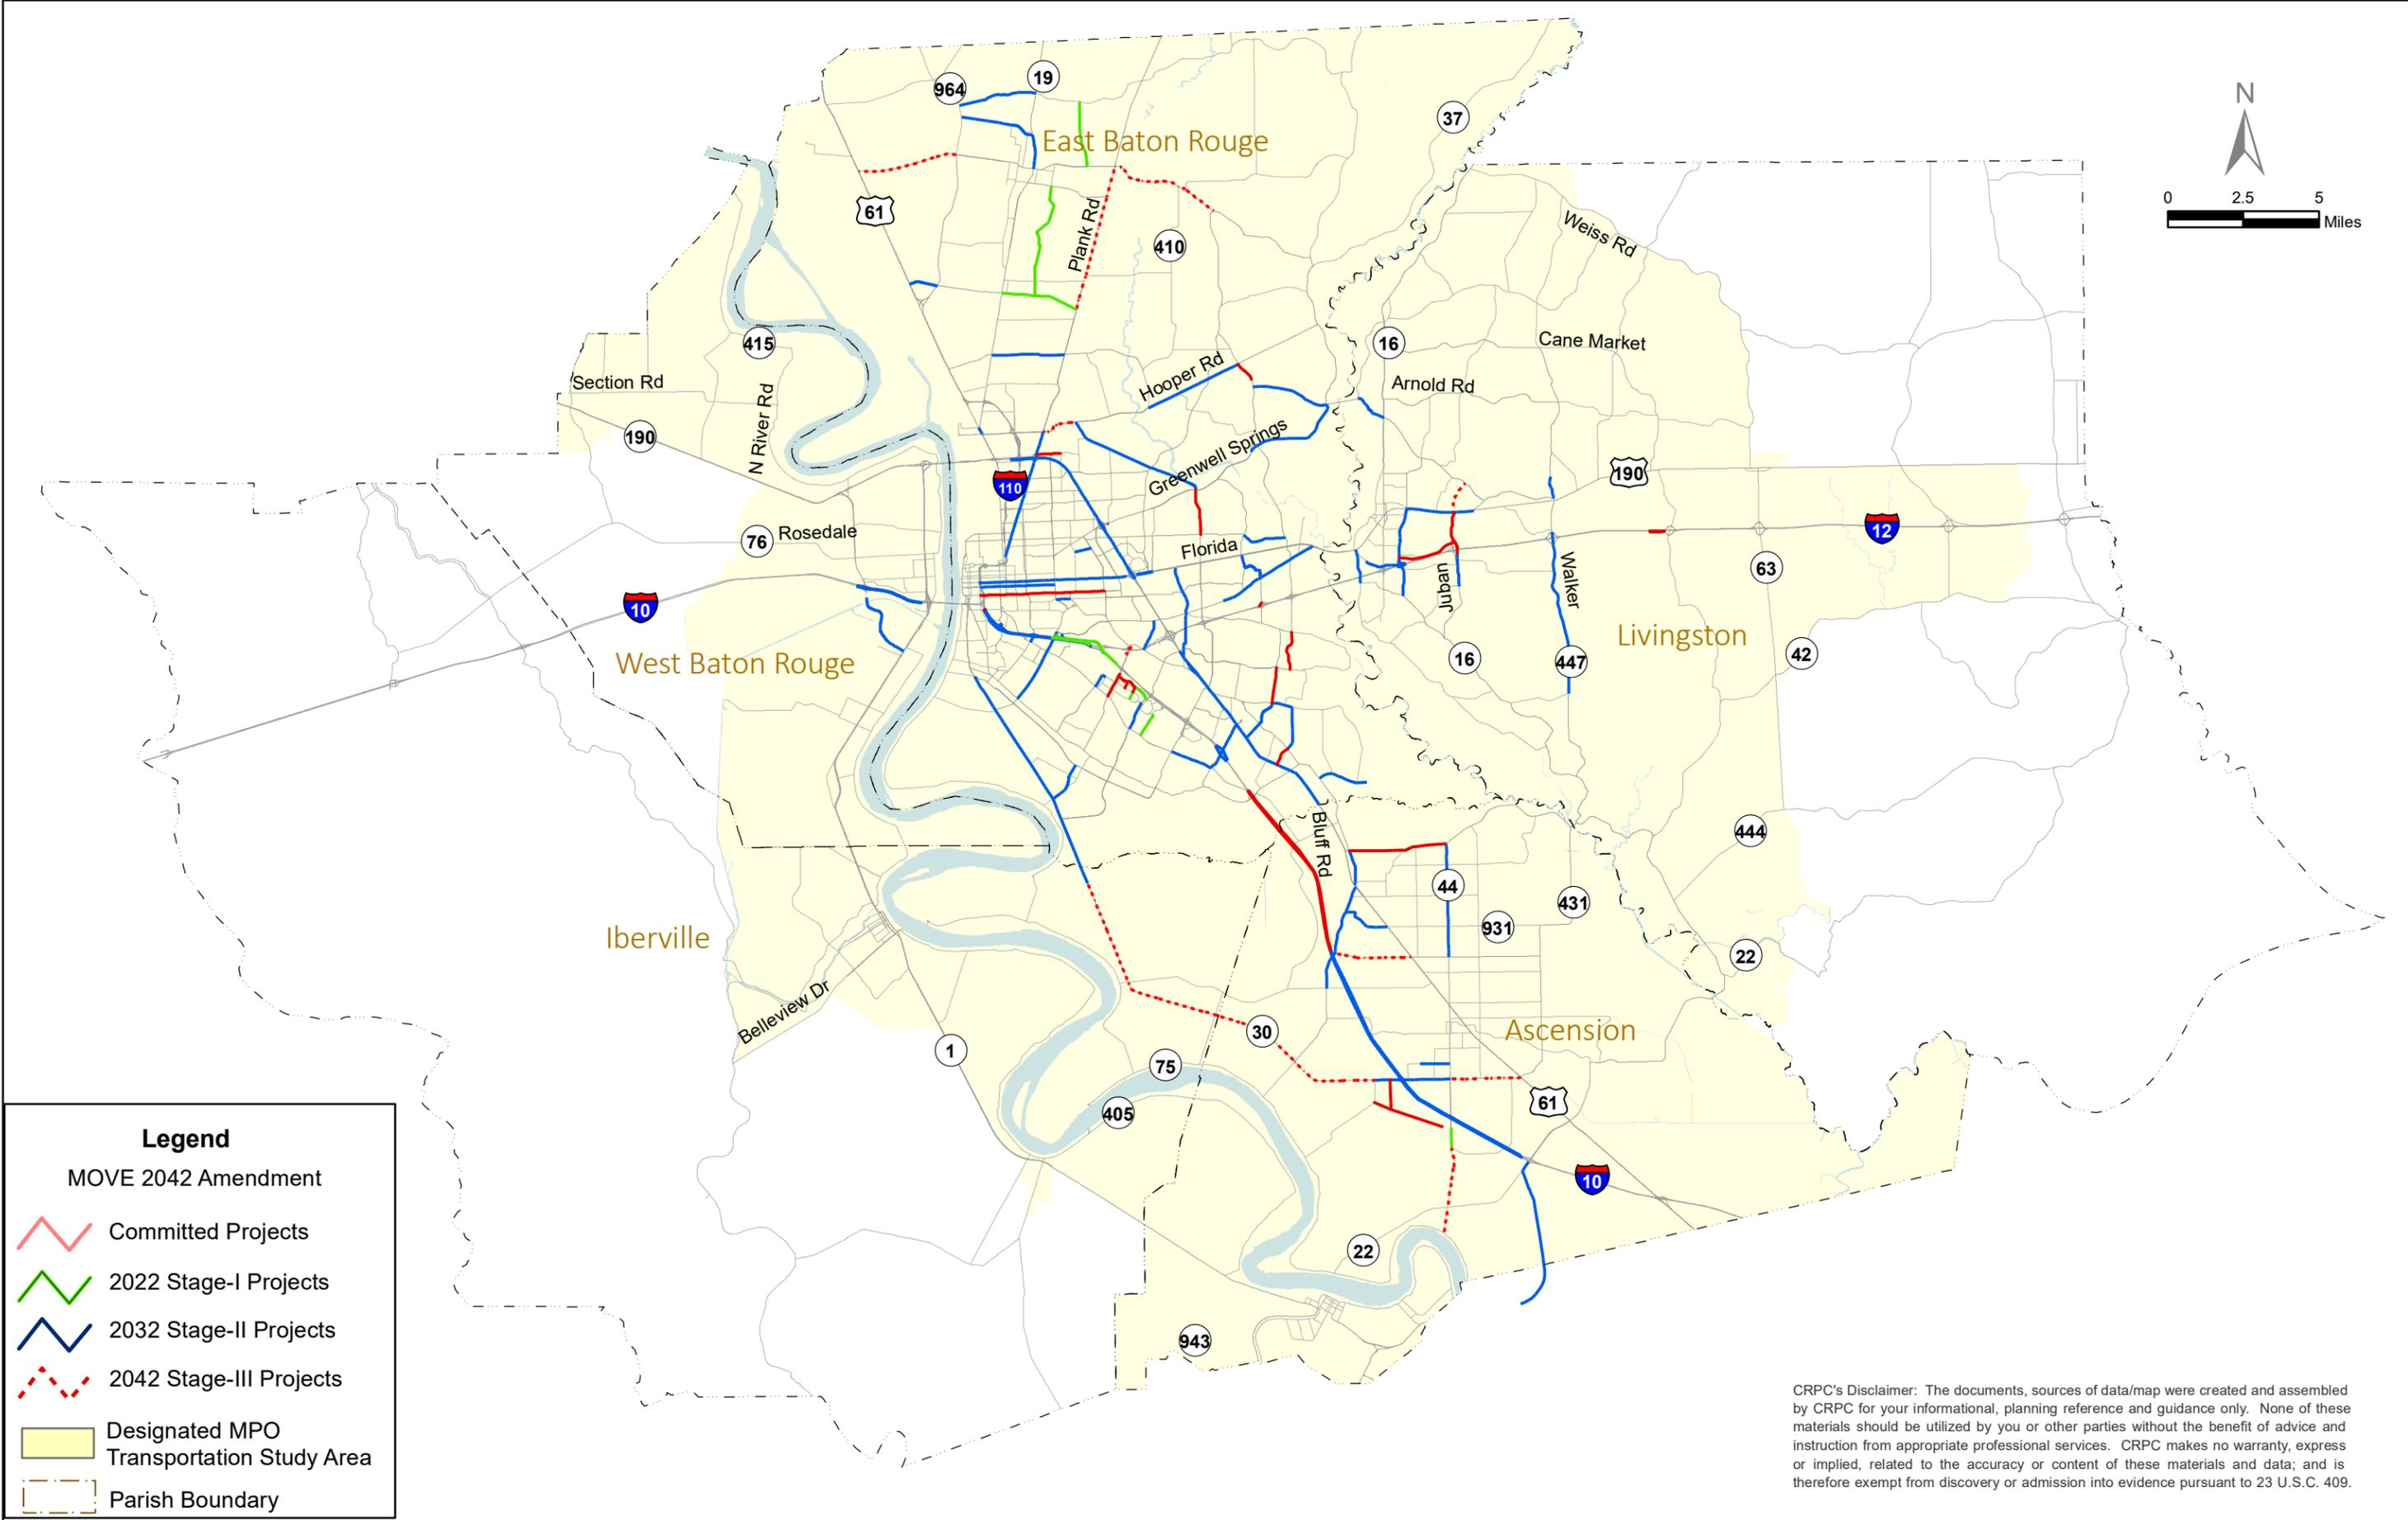 964
19
37
East Baton Rouge
N
0 2.5 5
Miles
61
Plank Rd
410
Weiss Rd
415
16
Cane Market
Section Rd
N River Rd
Hooper Rd
Arnold Rd
190
Greenwell Springs
190
110
76
Rosedale
Florida
12
10
Juban
Walker
63
West Baton Rouge
Livingston
16
447
42
Bluff Rd
444
44
431
931
Iberville
22
Belleview Dr
30
Ascension
1
75
405
61
10
22
943
Legend
MOVE 2042 Amendment
Committed Projects
2022 Stage-I Projects
2032 Stage-II Projects
2042 Stage-III Projects
Designated MPO
Transportation Study Area
Parish Boundary
CRPC's Disclaimer: The documents, sources of data/map were created and assembled
by CRPC for your informational, planning reference and guidance only. None of these
materials should be utilized by you or other parties without the benefit of advice and
instruction from appropriate professional services. CRPC makes no warranty, express
or implied, related to the accuracy or content of these materials and data; and is
therefore exempt from discovery or admission into evidence pursuant to 23 U.S.C. 409.